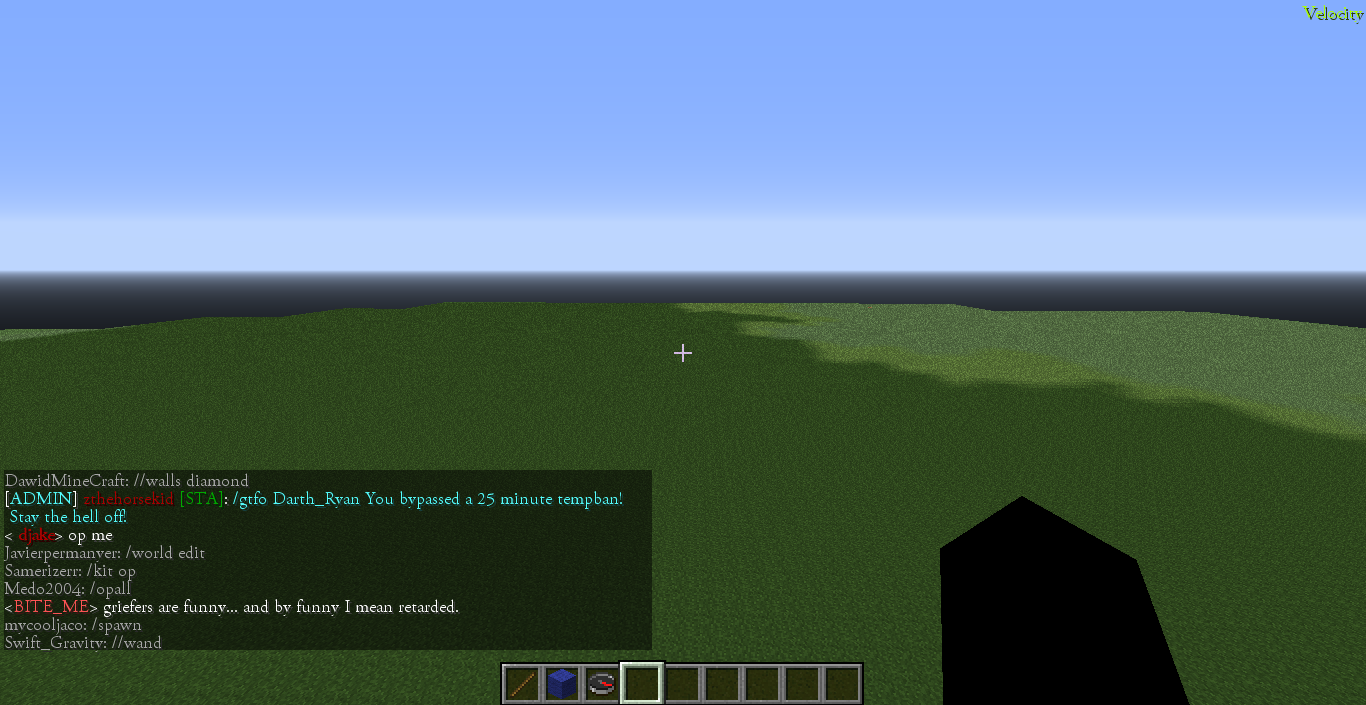 Velocity
DawidMineCraft: //walls diamond
[ADMIN] zthehorsekid [STA]: /gtfo Darth_Ryan You bypassed a 25 minute tempban!
Stay the hell off!
< djake> op me
Javierpermanver: /world edit
Samerizerr: /kit op
Medo2004: /opall
<BITE_ME> griefers are funny... and by funny I mean retarded.
mycooljaco: /spawn
Swift_Gravity: //wand